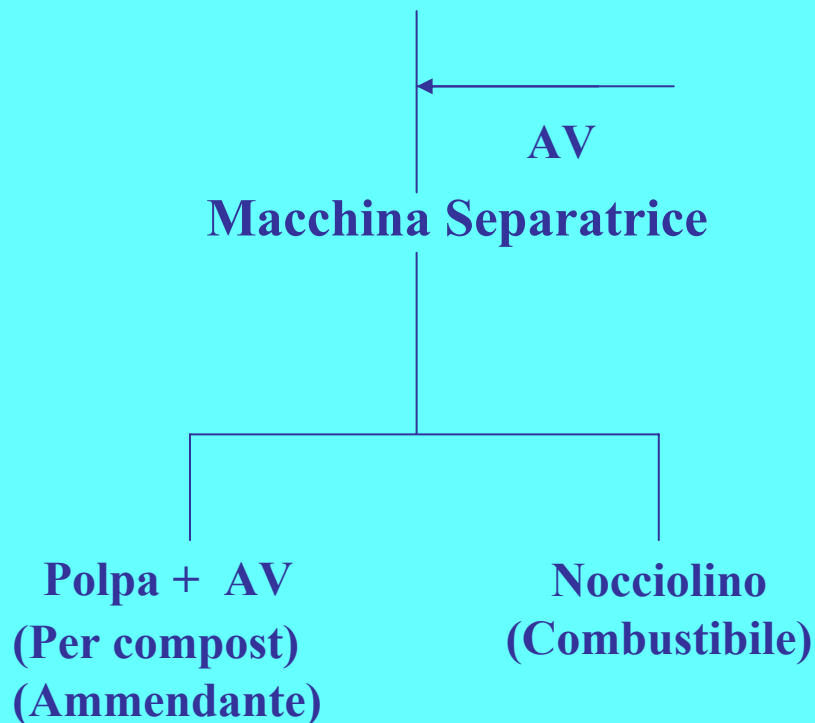 AV
Macchina Separatrice
Polpa + AV
(Per compost)
(Ammendante)
Nocciolino
(Combustibile)